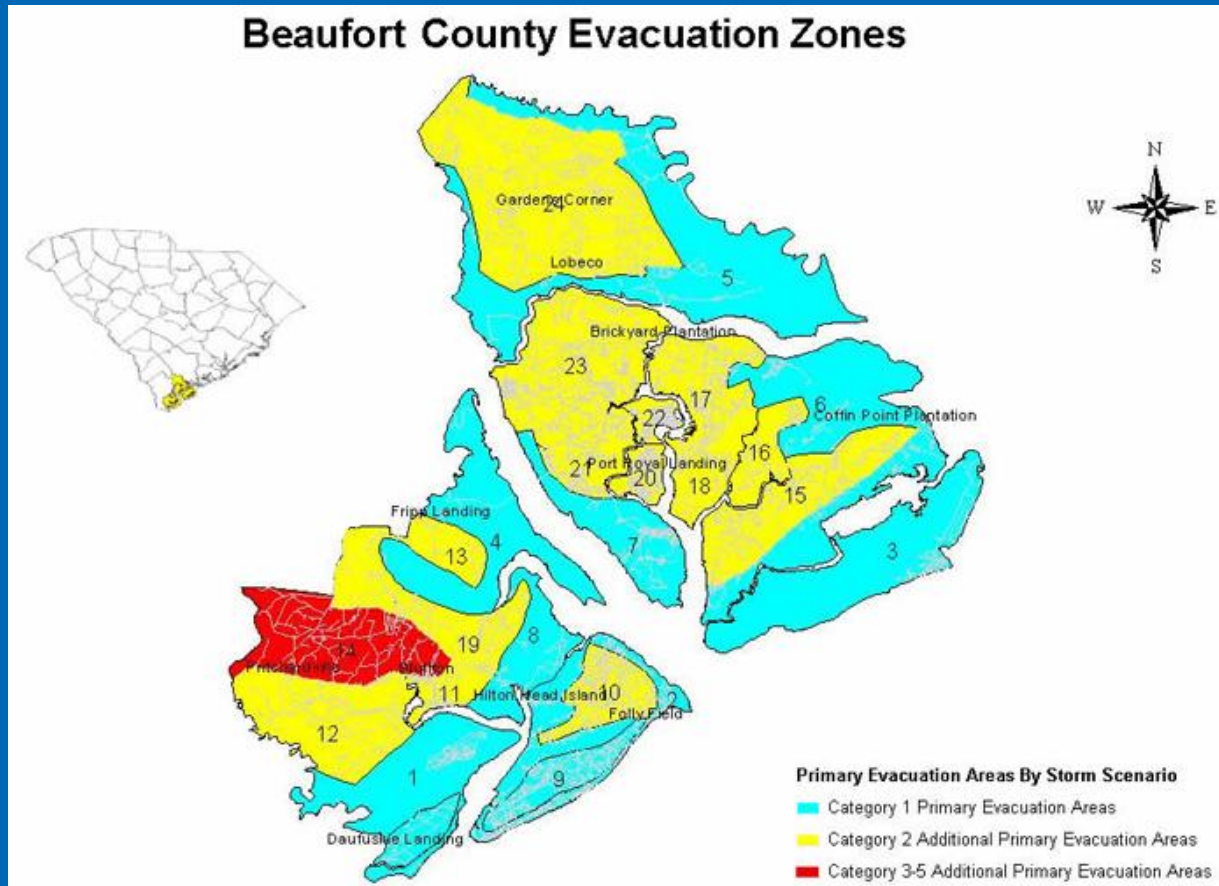 Beaufort County Evacuation Zones
N
W
E
S
24
Gardens Corner
Lobeco
5
Brickyard Plantation
23
17
6
22
Coffin Point Plantation
16
Port Royal Landing
21
20
18
15
Fripp Landing
4
13
7
3
14
19
8
Pritchardville
Bluffton
11
Hilton Head Island
10
2
Folly Field
12
1
9
Daufuskie Landing
Primary Evacuation Areas By Storm Scenario
Category 1 Primary Evacuation Areas
Category 2 Additional Primary Evacuation Areas
Category 3-5 Additional Primary Evacuation Areas